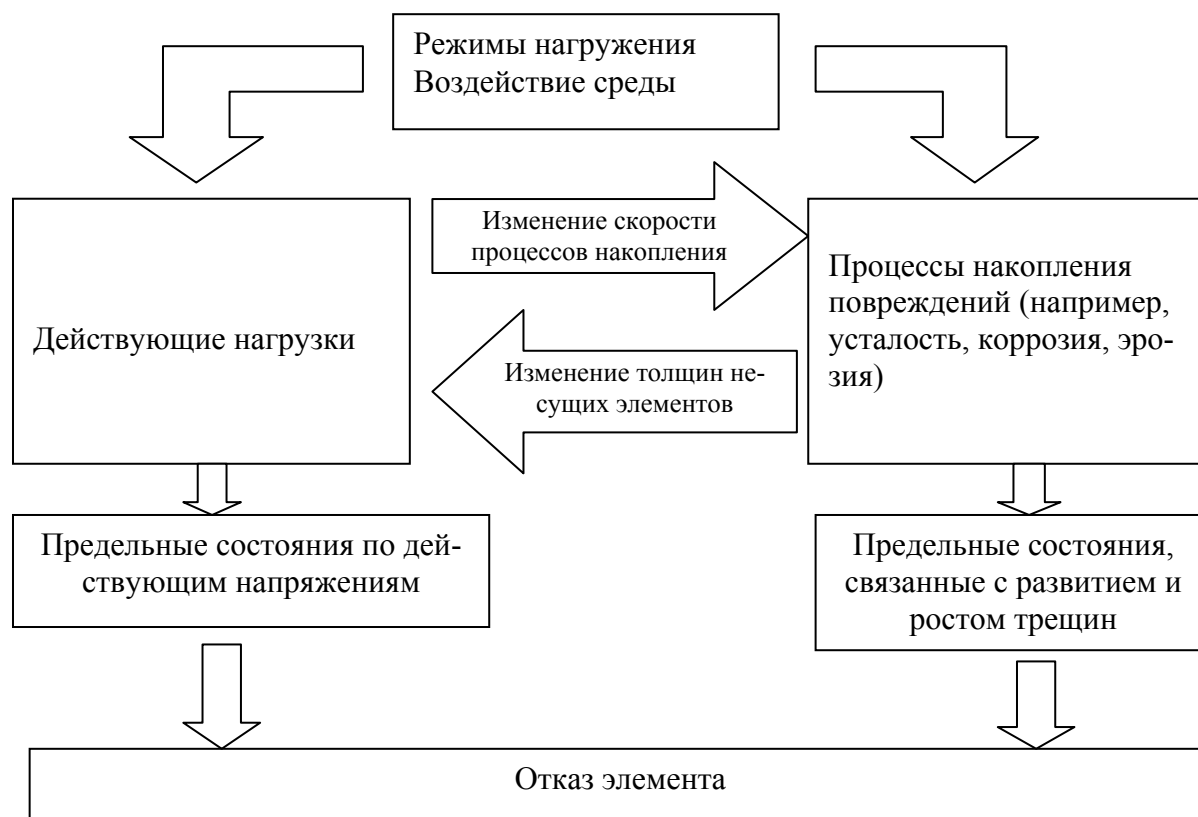 Режимы нагружения
Воздействие среды
Изменение скорости
процессов накопления
Процессы накопления
повреждений (например,
усталость, коррозия, эро-
зия)
Действующие нагрузки
Изменение толщин не-
сущих элементов
Предельные состояния по дей-
ствующим напряжениям
Предельные состояния,
связанные с развитием и
ростом трещин
Отказ элемента